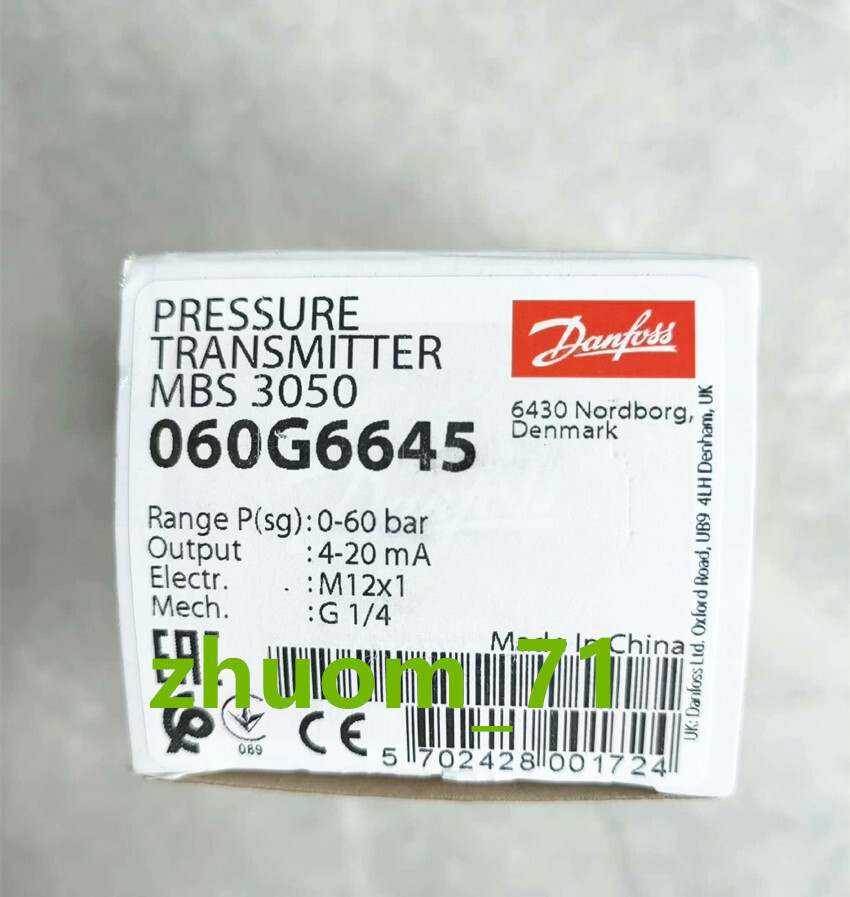 PRESSURE
TRANSMITTER
MBS 3050
060G6645
Danfoss
6430 Nordborg,
Denmark
Range P(sg): 0-60 bar
Output : 4-20 mA
Electr. : M12x1
Mech. : G 1/4
Made In China
EAC
zhuom_71
089
CE
5 702428 001724
UK: Danfoss Ltd. Oxford Road, UB9 4LH Denham, UK